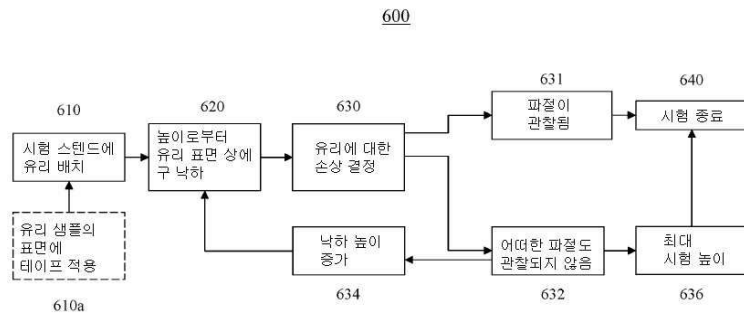 600
610
시험 스텐드에
유리 배치
620
높이로부터
유리 표면 상에
구 낙하
630
유리에 대한
손상 결정
631
파절이
관찰됨
640
시험 종료
유리 샘플의
표면에
테이프 적용
610a
낙하 높이
증가
634
어떠한 파절도
관찰되지 않음
632
최대
시험 높이
636